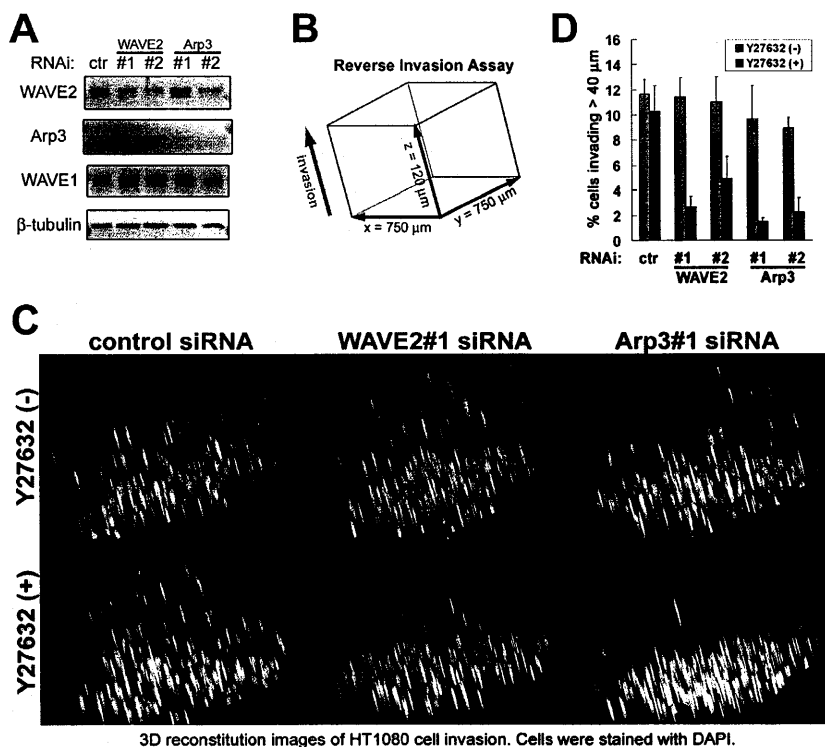 A
WAVE2 Arp3
RNAi: ctr #1 #2 #1 #2
WAVE2
Arp3
WAVE1
β-tubulin
B
Reverse Invasion Assay
invasion
z = 120 μm
x = 750 μm
y = 750 μm
D
Y27632 (-)
Y27632 (+)
% cells invading > 40 μm
16
14
12
10
8
6
4
2
0
RNAi: ctr #1 #2 #1 #2
WAVE2 Arp3
C
control siRNA WAVE2#1 siRNA Arp3#1 siRNA
Y27632 (-)
Y27632 (+)
3D reconstitution images of HT1080 cell invasion. Cells were stained with DAPI.